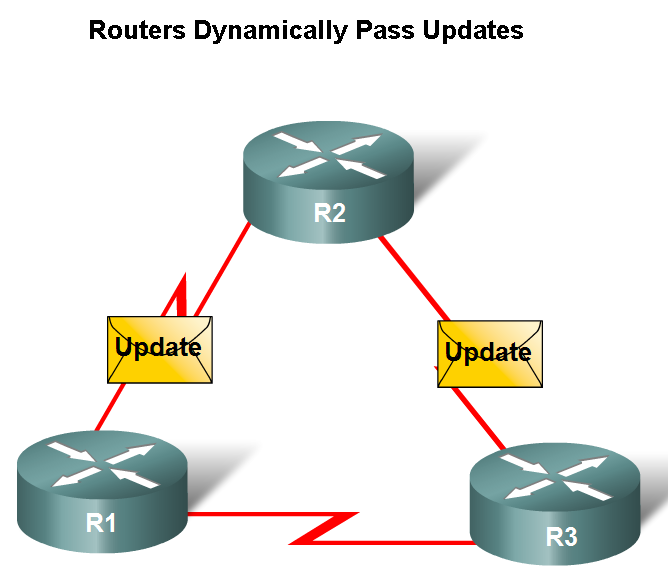 Routers Dynamically Pass Updates
R2
Update
Update
R1
R3